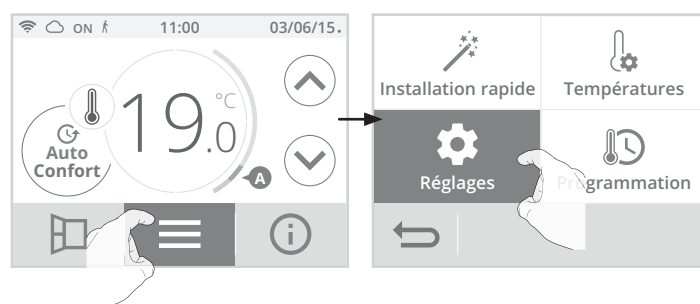 ON 11:00 03/06/15.
19.0 °C
Auto
Confort
A
Installation rapide
Températures
Réglages
Programmation